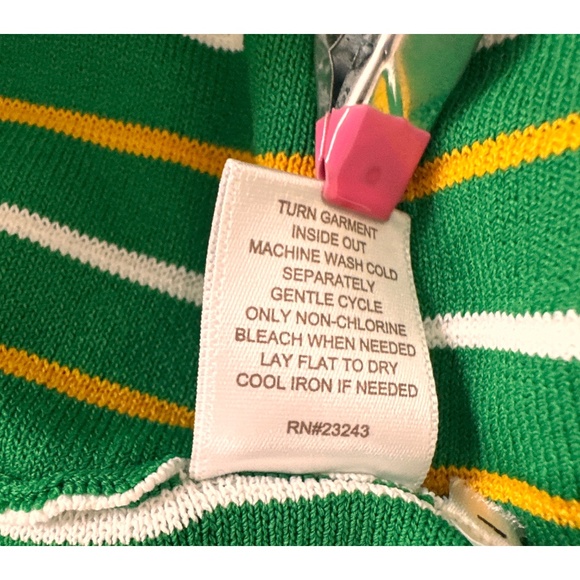 TURN GARMENT
INSIDE OUT
MACHINE WASH COLD
SEPARATELY
GENTLE CYCLE
ONLY NON-CHLORINE
BLEACH WHEN NEEDED
LAY FLAT TO DRY
COOL IRON IF NEEDED
RN#23243